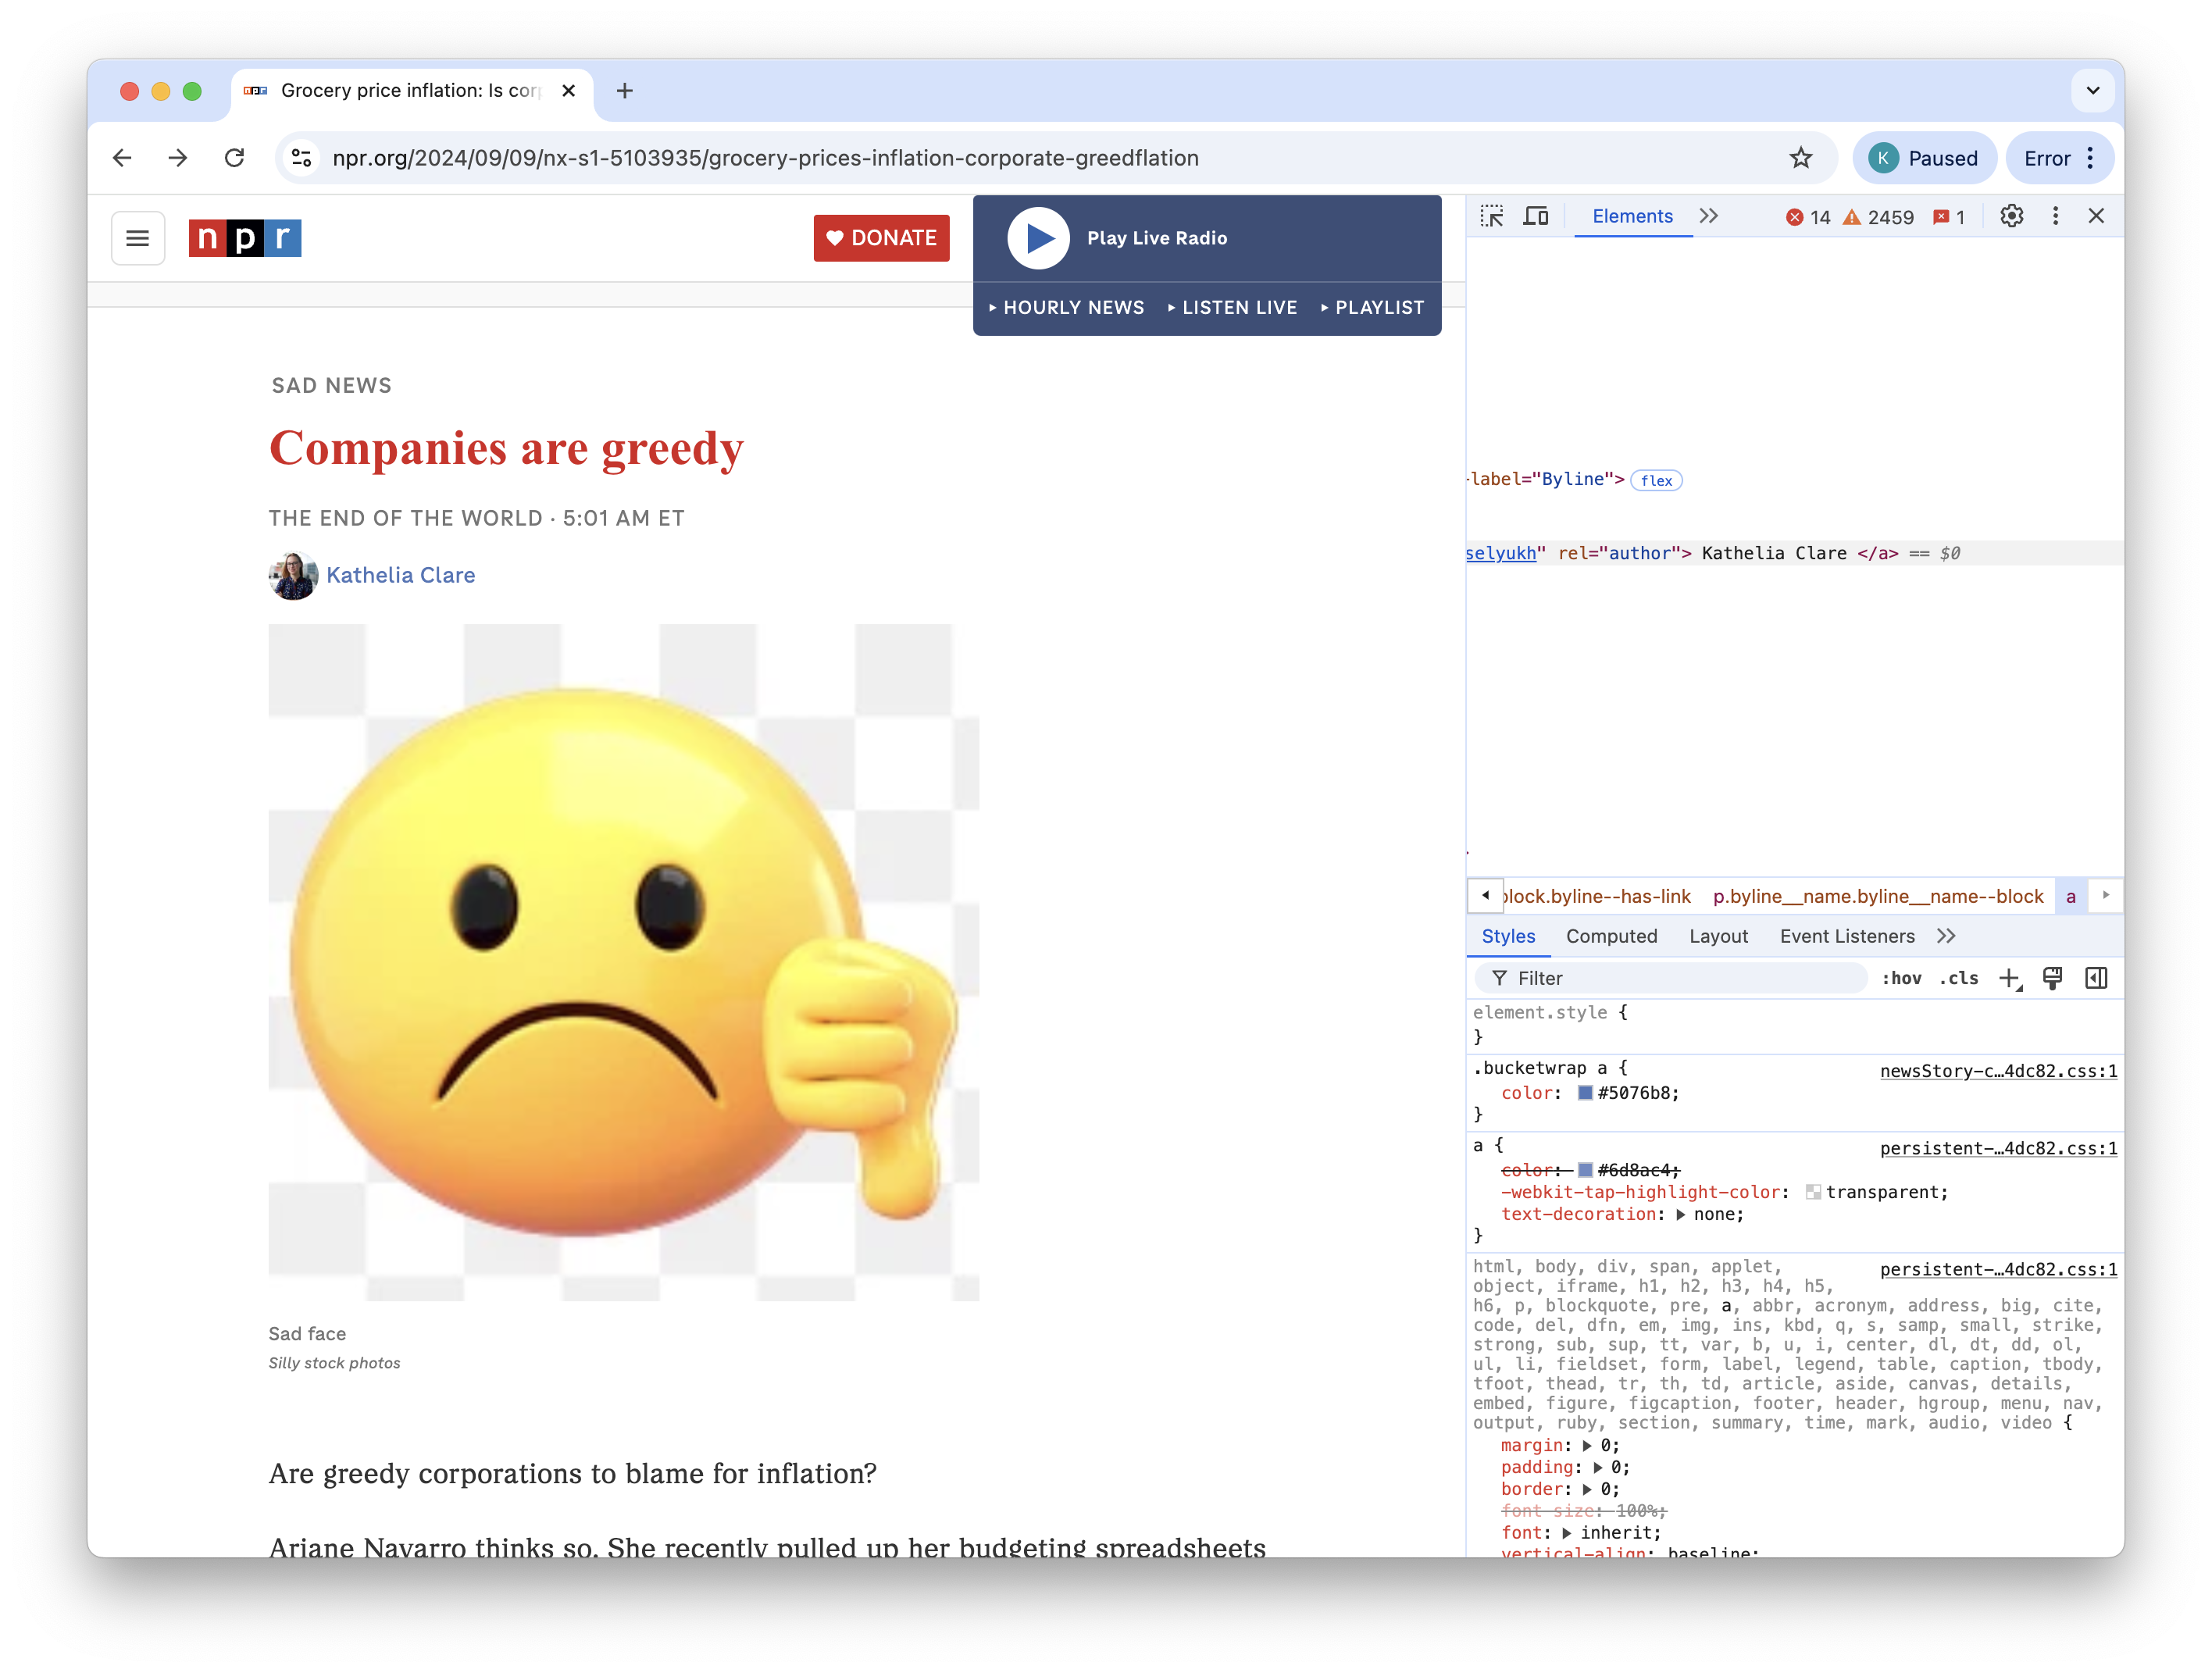 npr Grocery price inflation: Is cor
npr.org/2024/09/09/nx-s1-5103935/grocery-prices-inflation-corporate-greedflation
K Paused
Error
npr
DONATE
Play Live Radio
HOURLY NEWS LISTEN LIVE PLAYLIST
SAD NEWS
Companies are greedy
THE END OF THE WORLD · 5:01 AM ET
Kathelia Clare
Sad face
Silly stock photos
Are greedy corporations to blame for inflation?
Ariane Navarro thinks so. She recently pulled up her budgeting spreadsheets
Elements 14 2459 1
-label="Byline"> flex
selyukh" rel="author"> Kathelia Clare </a> == $0
lock.byline--has-link p.byline__name.byline__name--block a
Styles Computed Layout Event Listeners
Filter :hov .cls
element.style {
}
.bucketwrap a { newsStory-c…4dc82.css:1
color: #5076b8;
}
a { persistent-…4dc82.css:1
color: #6d8ac4;
-webkit-tap-highlight-color: transparent;
text-decoration: none;
}
html, body, div, span, applet, persistent-…4dc82.css:1
object, iframe, h1, h2, h3, h4, h5,
h6, p, blockquote, pre, a, abbr, acronym, address, big, cite,
code, del, dfn, em, img, ins, kbd, q, s, samp, small, strike,
strong, sub, sup, tt, var, b, u, i, center, dl, dt, dd, ol,
ul, li, fieldset, form, label, legend, table, caption, tbody,
tfoot, thead, tr, th, td, article, aside, canvas, details,
embed, figure, figcaption, footer, header, hgroup, menu, nav,
output, ruby, section, summary, time, mark, audio, video {
margin: 0;
padding: 0;
border: 0;
font-size: 100%;
font: inherit;
vertical-align: baseline;